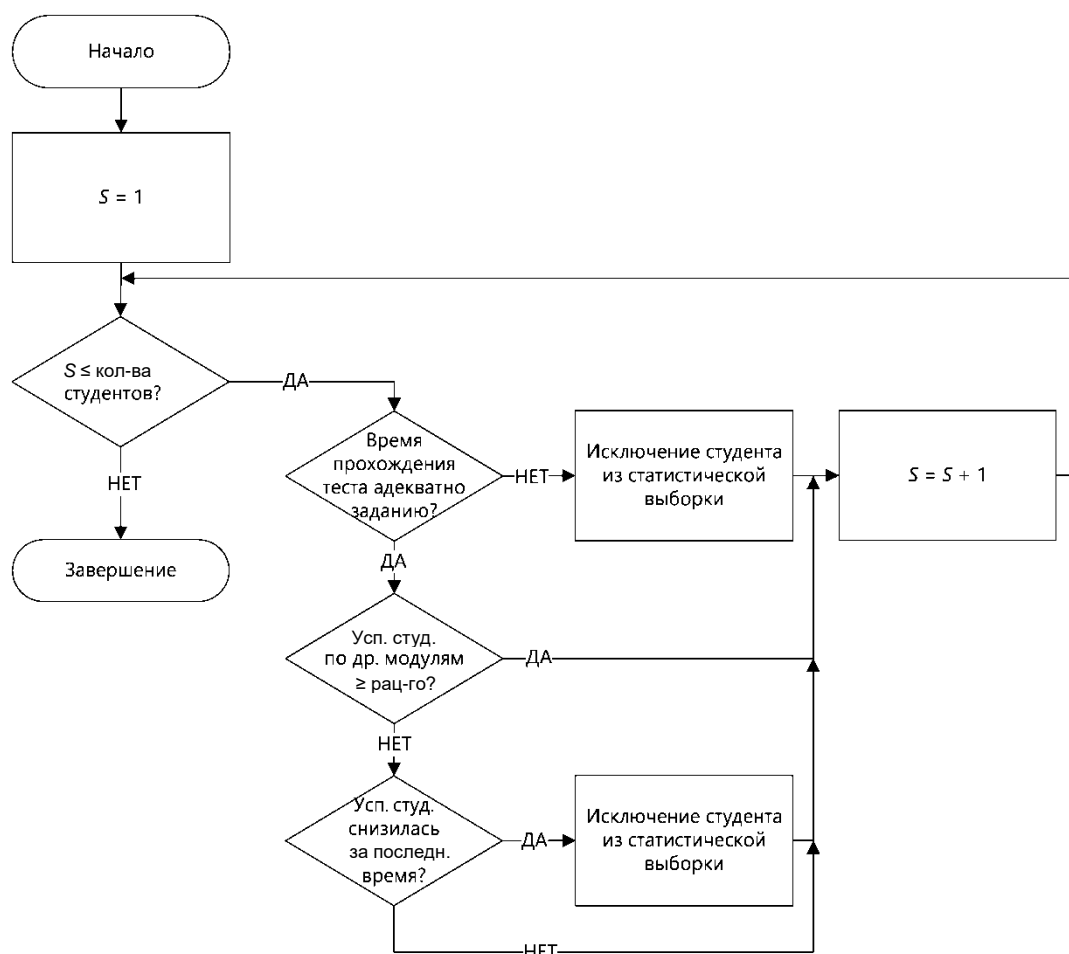 Начало
S = 1
S ≤ кол-ва
студентов?
ДА
НЕТ
Завершение
Время
прохождения
теста адекватно
заданию?
НЕТ
Исключение студента
из статистической
выборки
S = S + 1
ДА
Усп. студ.
по др. модулям
≥ рац-го?
ДА
НЕТ
Усп. студ.
снизилась
за последн.
время?
ДА
Исключение студента
из статистической
выборки
НЕТ